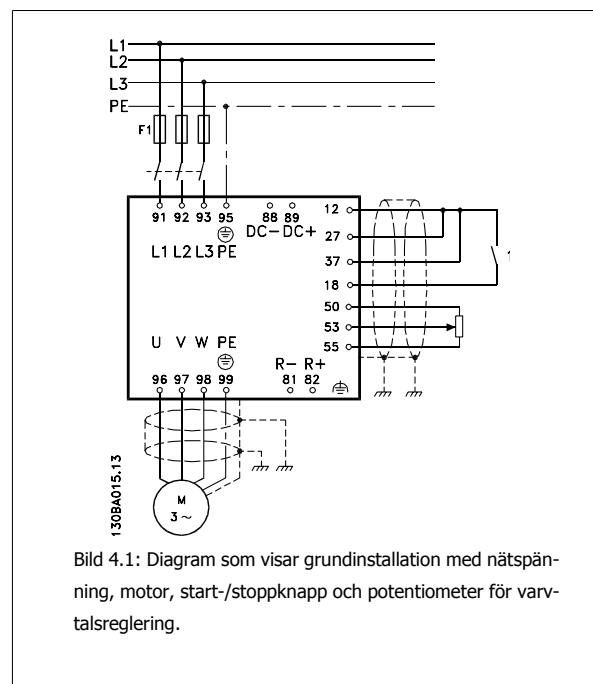 L1
L2
L3
PE
F1
91 92 93 95 88 89 12
DC- DC+
L1 L2 L3 PE
27
37
18
50
53
55
U V W PE
R- R+
96 97 98 99 81 82
M
3 ~
130BA015.13
Bild 4.1: Diagram som visar grundinstallation med nätspän-
ning, motor, start-/stoppknapp och potentiometer för varv-
talsreglering.